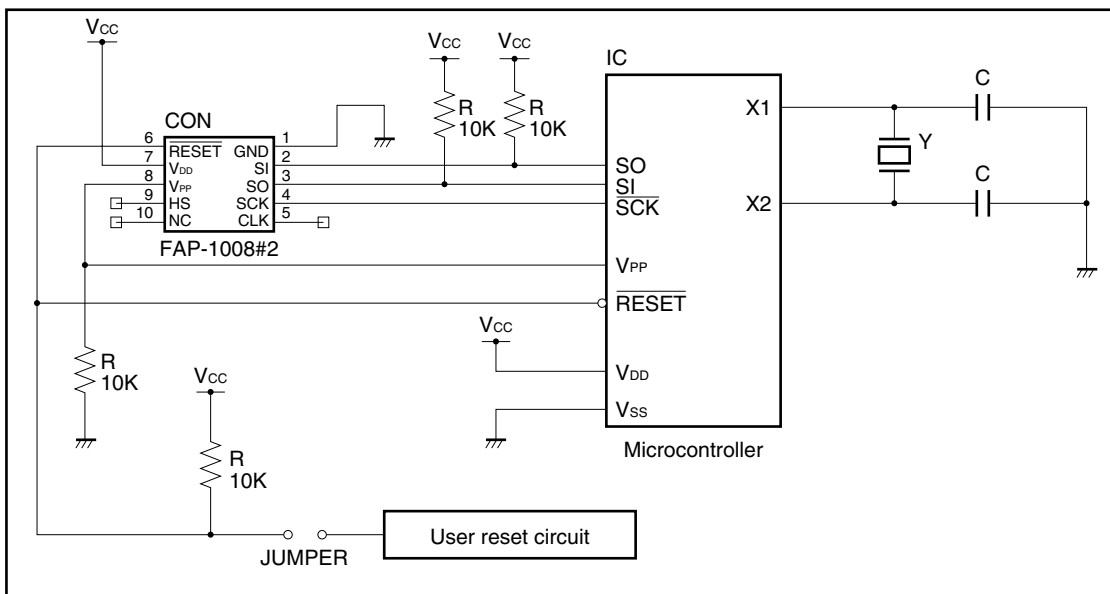 VCC
VCC
VCC
IC
C
R
10K
R
10K
X1
CON
6
RESET
GND
1
7
VDD
SI
2
8
VPP
SO
3
9
HS
SCK
4
10
NC
CLK
5
FAP-1008#2
SO
SI
SCK
Y
X2
C
VPP
RESET
VCC
R
10K
VCC
VDD
VSS
R
10K
Microcontroller
JUMPER
User reset circuit